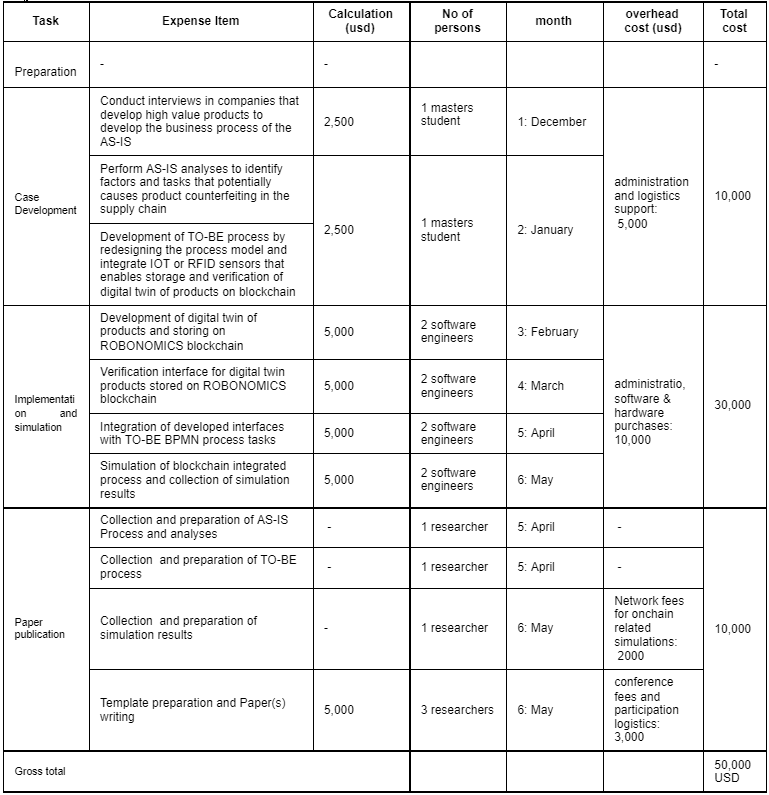 Task
Expense Item
Calculation
(usd)
No of
persons
month
overhead
cost (usd)
Total
cost
Preparation
-
-
-
Case
Development
Conduct interviews in companies that
develop high value products to
develop the business process of the
AS-IS
2,500
1 masters
student
1: December
administration
and logistics
support:
5,000
10,000
Perform AS-IS analyses to identify
factors and tasks that potentially
causes product counterfeiting in the
supply chain
2,500
1 masters
student
2: January
Development of TO-BE process by
redesigning the process model and
integrate IOT or RFID sensors that
enables storage and verification of
digital twin of products on blockchain
Implementati
on and
simulation
Development of digital twin of
products and storing on
ROBONOMICS blockchain
5,000
2 software
engineers
3: February
administratio,
software &
hardware
purchases:
10,000
30,000
Verification interface for digital twin
products stored on ROBONOMICS
blockchain
5,000
2 software
engineers
4: March
Integration of developed interfaces
with TO-BE BPMN process tasks
5,000
2 software
engineers
5: April
Simulation of blockchain integrated
process and collection of simulation
results
5,000
2 software
engineers
6: May
Paper
publication
Collection and preparation of AS-IS
Process and analyses
-
1 researcher
5: April
-
10,000
Collection and preparation of TO-BE
process
-
1 researcher
5: April
-
Collection and preparation of
simulation results
-
1 researcher
6: May
Network fees
for onchain
related
simulations:
2000
Template preparation and Paper(s)
writing
5,000
3 researchers
6: May
conference
fees and
participation
logistics:
3,000
Gross total
50,000
USD